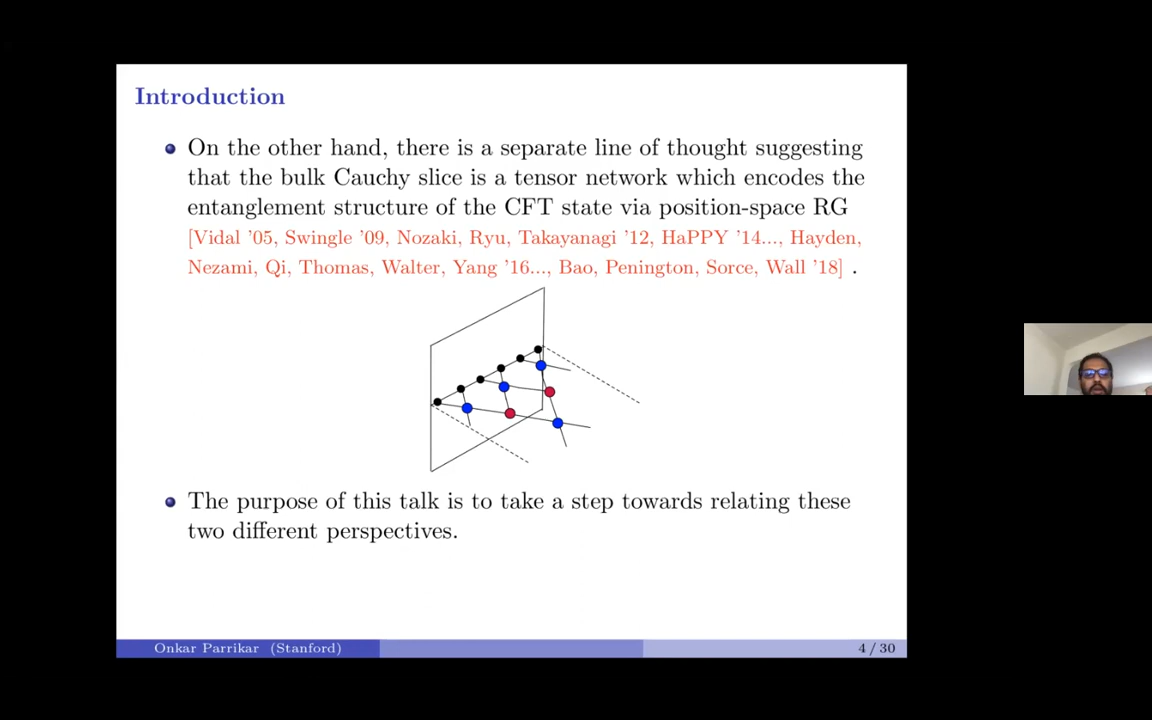 Introduction
On the other hand, there is a separate line of thought suggesting
that the bulk Cauchy slice is a tensor network which encodes the
entanglement structure of the CFT state via position-space RG
[Vidal '05, Swingle '09, Nozaki, Ryu, Takayanagi '12, HaPPY '14..., Hayden,
Nezami, Qi, Thomas, Walter, Yang '16..., Bao, Penington, Sorce, Wall '18] .
The purpose of this talk is to take a step towards relating these
two different perspectives.
Onkar Parrikar (Stanford)
4 / 30